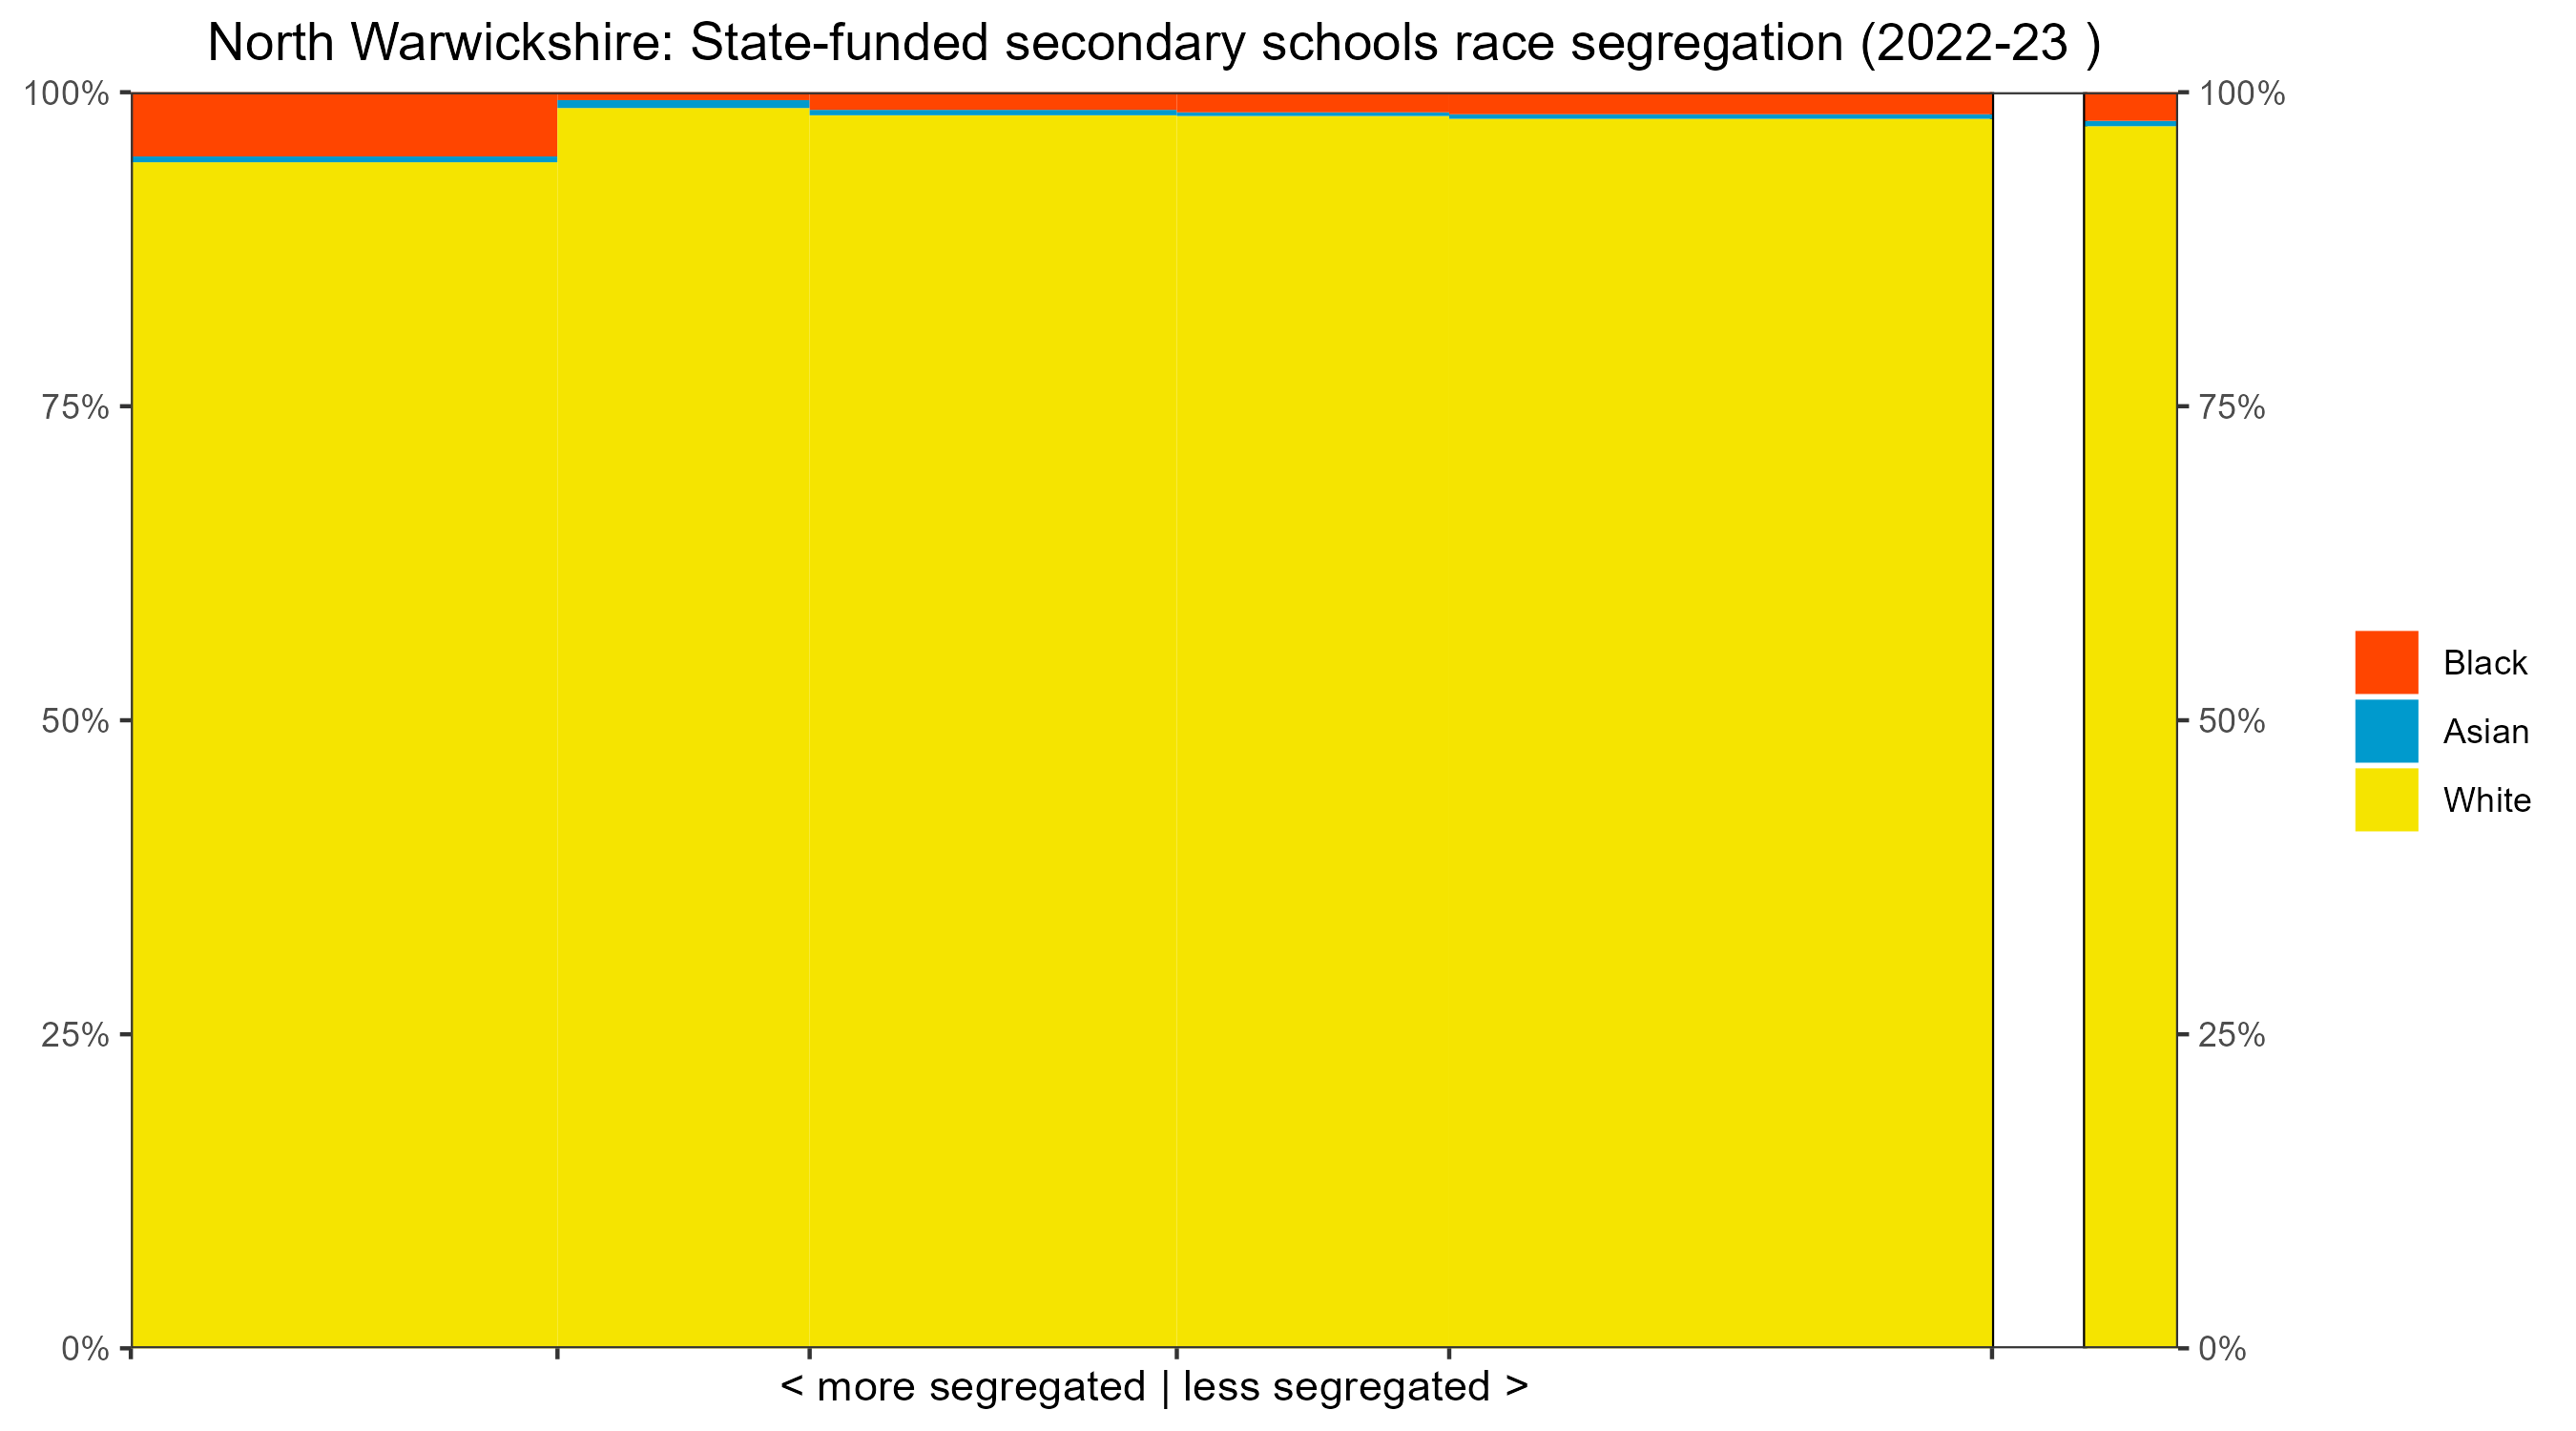 North Warwickshire: State-funded secondary schools race segregation (2022-23 )
100%
75%
50%
25%
0%
100%
75%
50%
25%
0%
Black
Asian
White
< more segregated | less segregated >